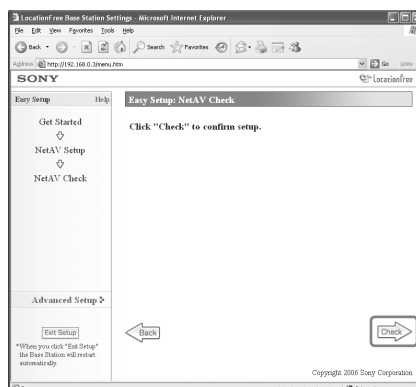 LocationFree Base Station Settings - Microsoft Internet Explorer
File Edit View Favorites Tools Help
Back Search Favorites
Address http://192.168.0.3/menu.htm Go Links
SONY LocationFree
Easy Setup Help
Easy Setup: NetAV Check
Get Started
NetAV Setup
NetAV Check
Click "Check" to confirm setup.
Advanced Setup
Exit Setup
*When you click "Exit Setup"
the Base Station will restart
automatically.
Back
Check
Copyright 2006 Sony Corporation